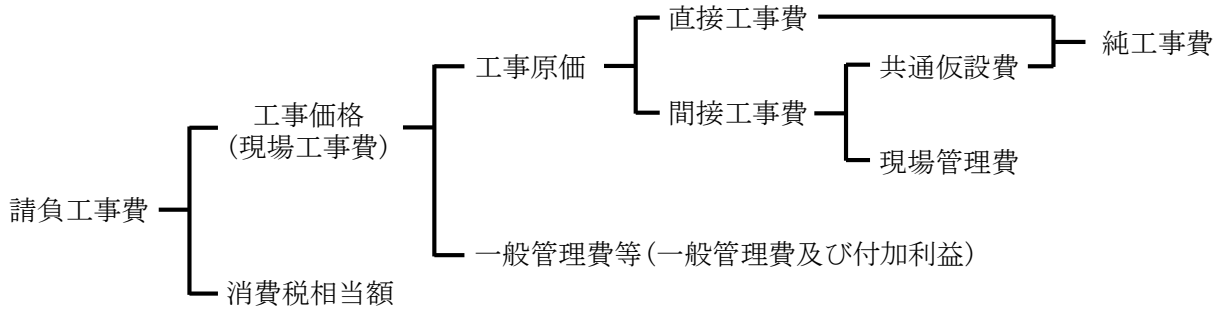 直接工事費
純工事費
工事原価
共通仮設費
工事価格
(現場工事費)
間接工事費
現場管理費
請負工事費
一般管理費等(一般管理費及び付加利益)
消費税相当額